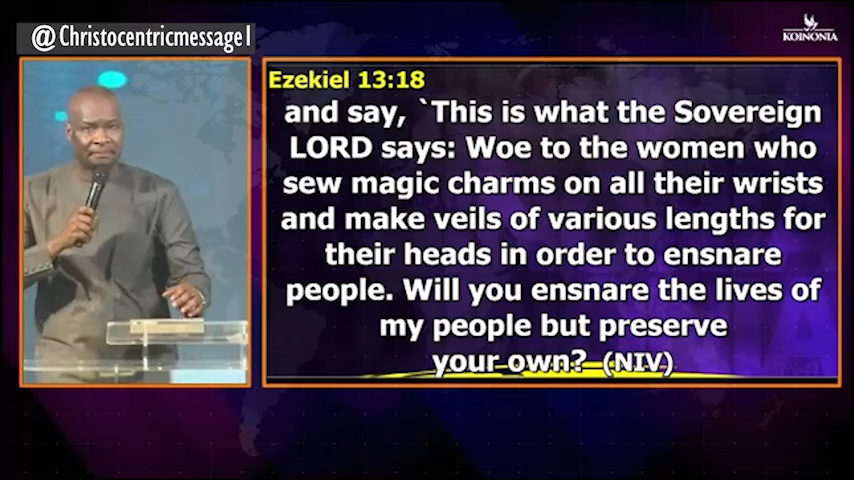 @Christocentricmessage1
KOINONIA
Ezekiel 13:18
and say, `This is what the Sovereign
LORD says: Woe to the women who
sew magic charms on all their wrists
and make veils of various lengths for
their heads in order to ensnare
people. Will you ensnare the lives of
my people but preserve
your own? (NIV)